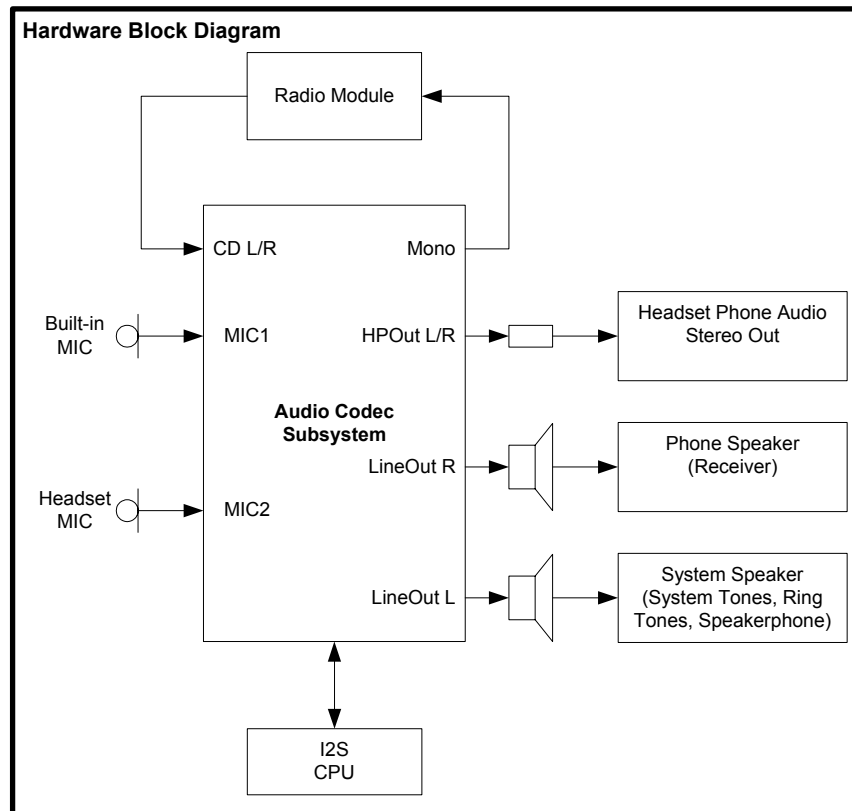 Hardware Block Diagram
Radio Module
CD L/R
Mono
Built-in
MIC
MIC1
HPOut L/R
Headset Phone Audio
Stereo Out
Audio Codec
Subsystem
LineOut R
Phone Speaker
(Receiver)
Headset
MIC
MIC2
LineOut L
System Speaker
(System Tones, Ring
Tones, Speakerphone)
I2S
CPU